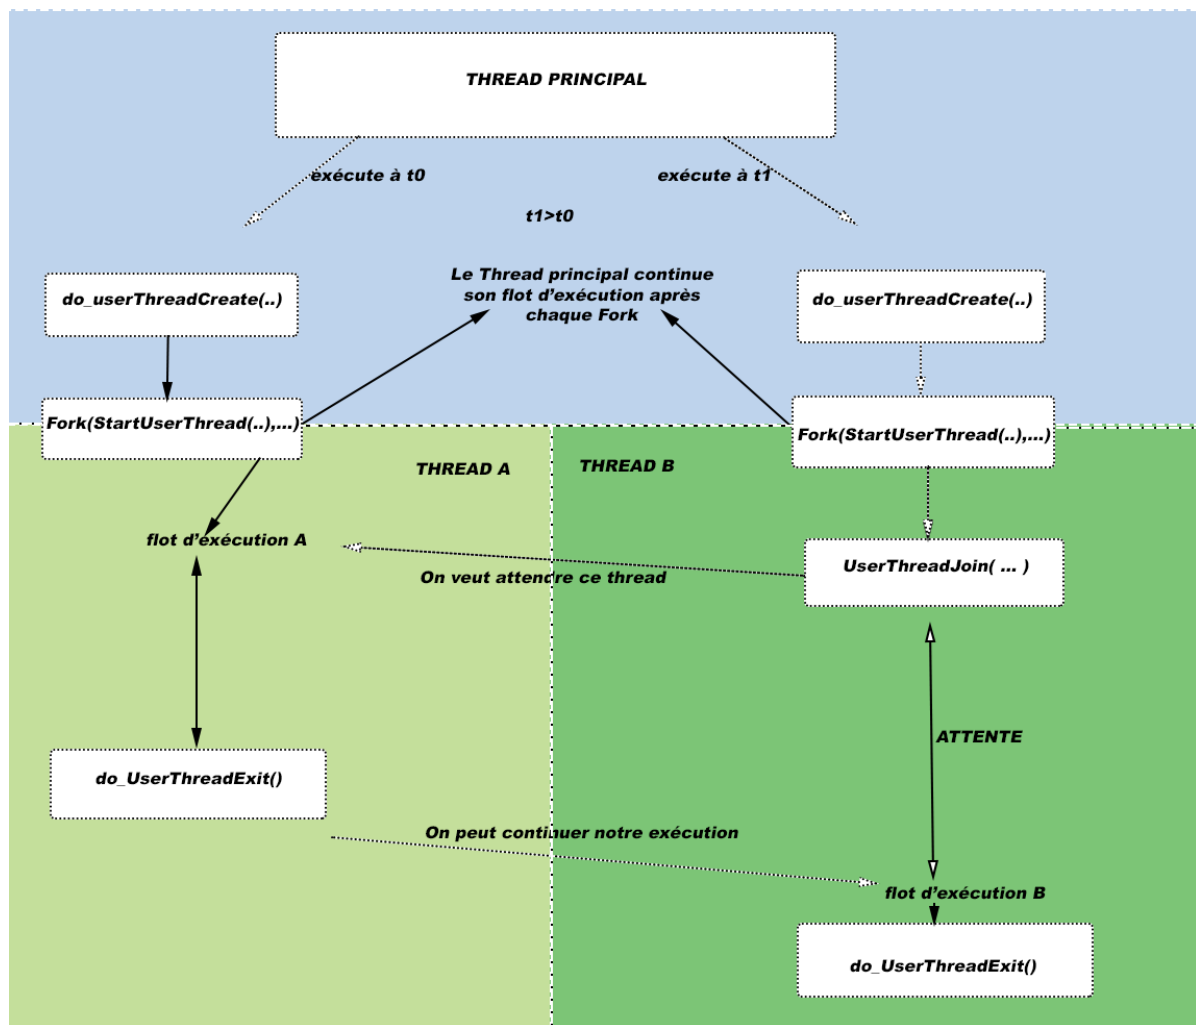 THREAD PRINCIPAL
exécute à t0
exécute à t1
t1>t0
Le Thread principal continue
son flot d'exécution après
chaque Fork
do_userThreadCreate(..)
do_userThreadCreate(..)
Fork(StartUserThread(..),...)
Fork(StartUserThread(..),...)
THREAD A
THREAD B
flot d'exécution A
UserThreadJoin( ... )
On veut attendre ce thread
ATTENTE
do_UserThreadExit()
On peut continuer notre exécution
flot d'exécution B
do_UserThreadExit()